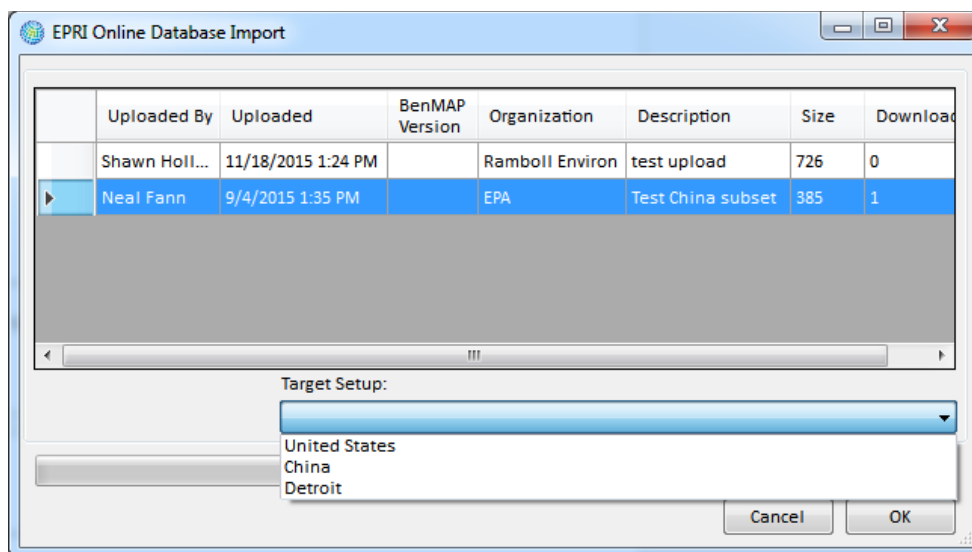 EPRI Online Database Import
Uploaded By Uploaded BenMAP Version Organization Description Size Download
Shawn Holl... 11/18/2015 1:24 PM Ramboll Environ test upload 726 0
Neal Fann 9/4/2015 1:35 PM EPA Test China subset 385 1
Target Setup:
United States
China
Detroit
Cancel OK